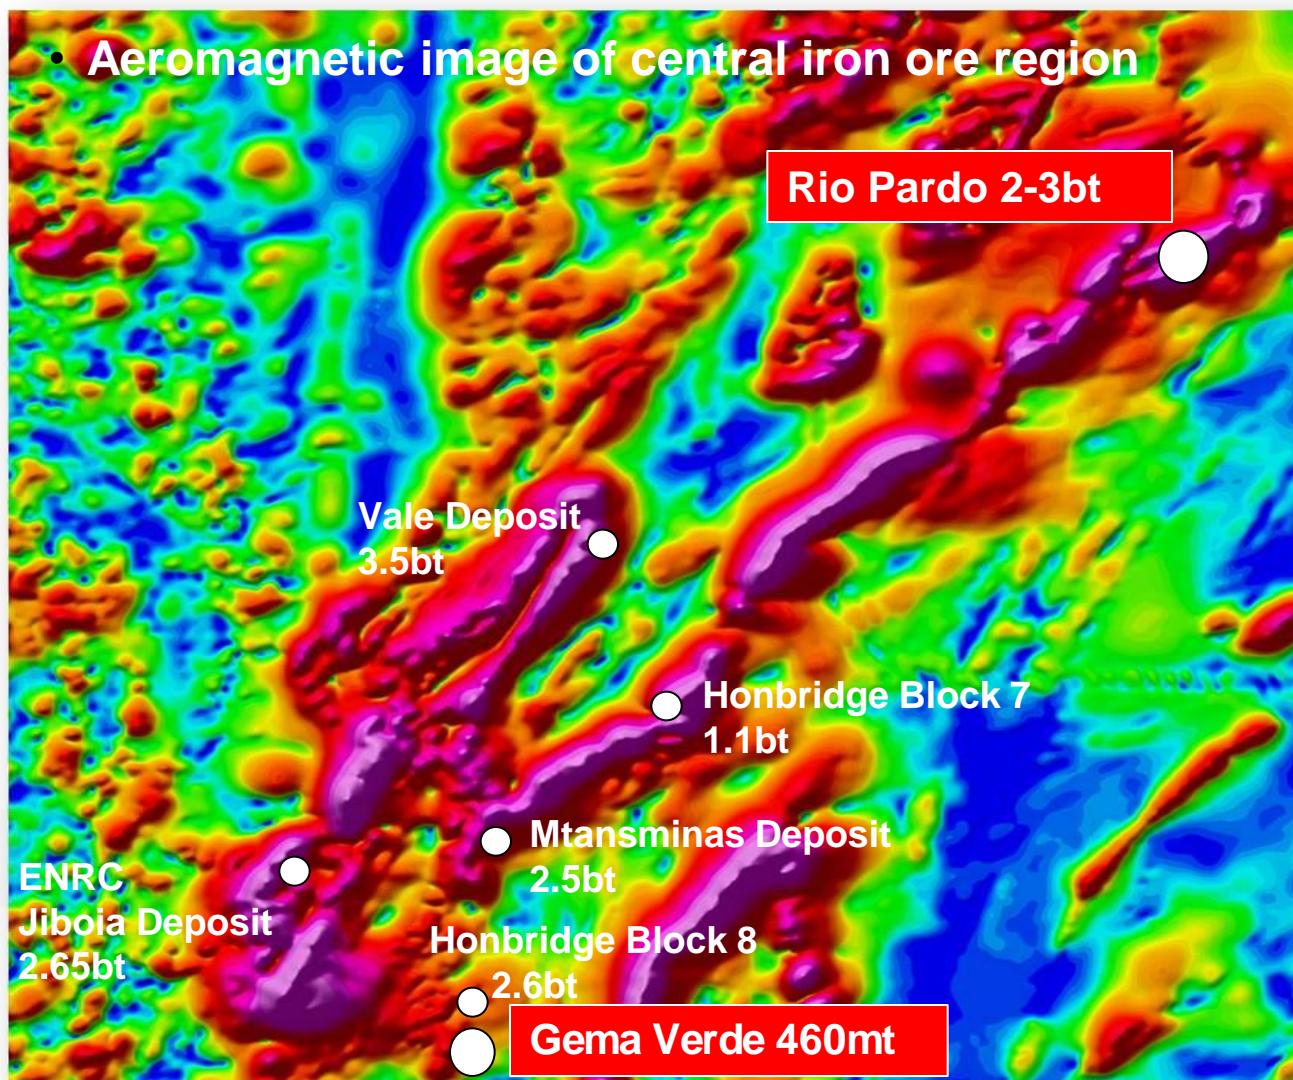 • Aeromagnetic image of central iron ore region
Rio Pardo 2-3bt
Vale Deposit
3.5bt
Honbridge Block 7
1.1bt
Mtansminas Deposit
2.5bt
ENRC
Jiboia Deposit
2.65bt
Honbridge Block 8
2.6bt
Gema Verde 460mt